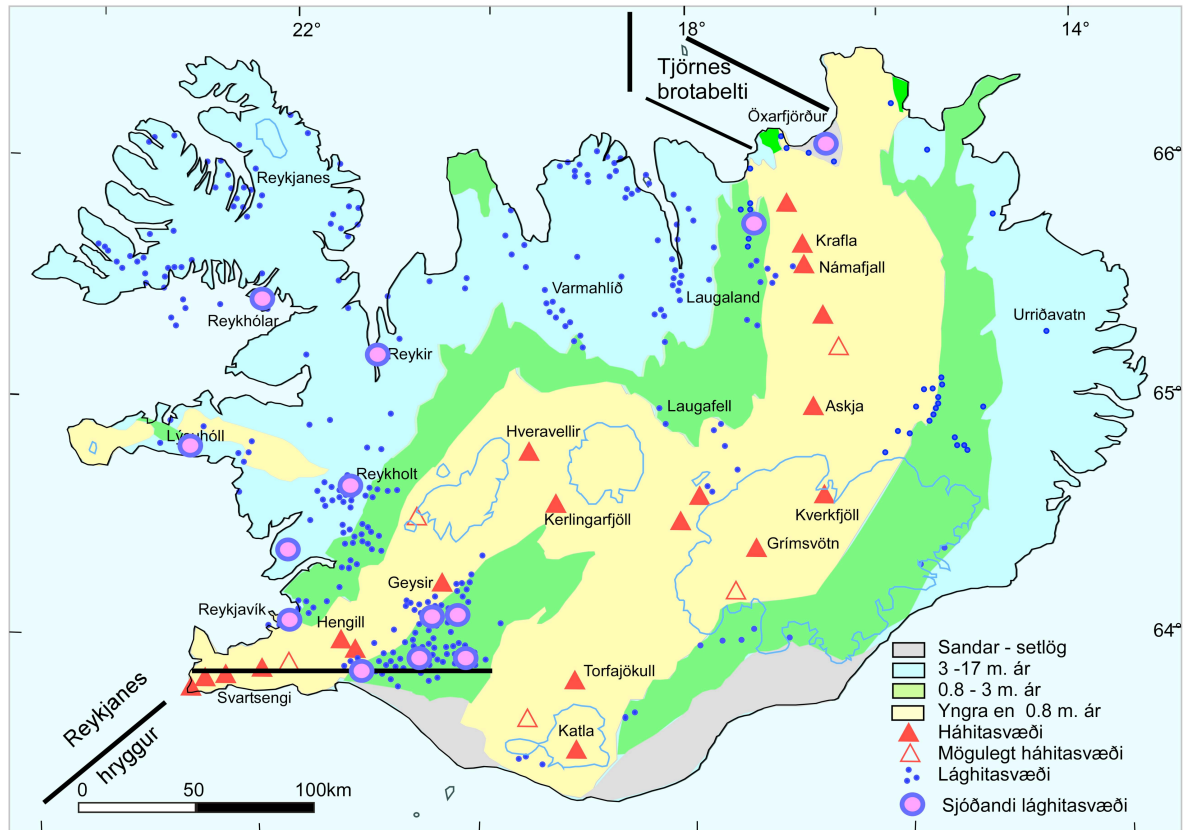 22°
18°
14°
Tjörnes
brotabelti
Öxarfjörður
66°
Reykjanes
Krafla
Námafjall
Varmahlíð
Laugaland
Reykhólar
Urriðavatn
Reykir
65°
Laugafell
Askja
Lýsuhóll
Hveravellir
Reykholt
Kerlingarfjöll
Kverkfjöll
Grímsvötn
Geysir
Reykjavík
Hengill
64°
Torfajökull
Svartsengi
Katla
Reykjanes
hryggur
0
50
100km
Sandar - setlög
3 -17 m. ár
0.8 - 3 m. ár
Yngra en 0.8 m. ár
Háhitasvæði
Mögulegt háhitasvæði
Lághitasvæði
Sjóðandi lághitasvæði